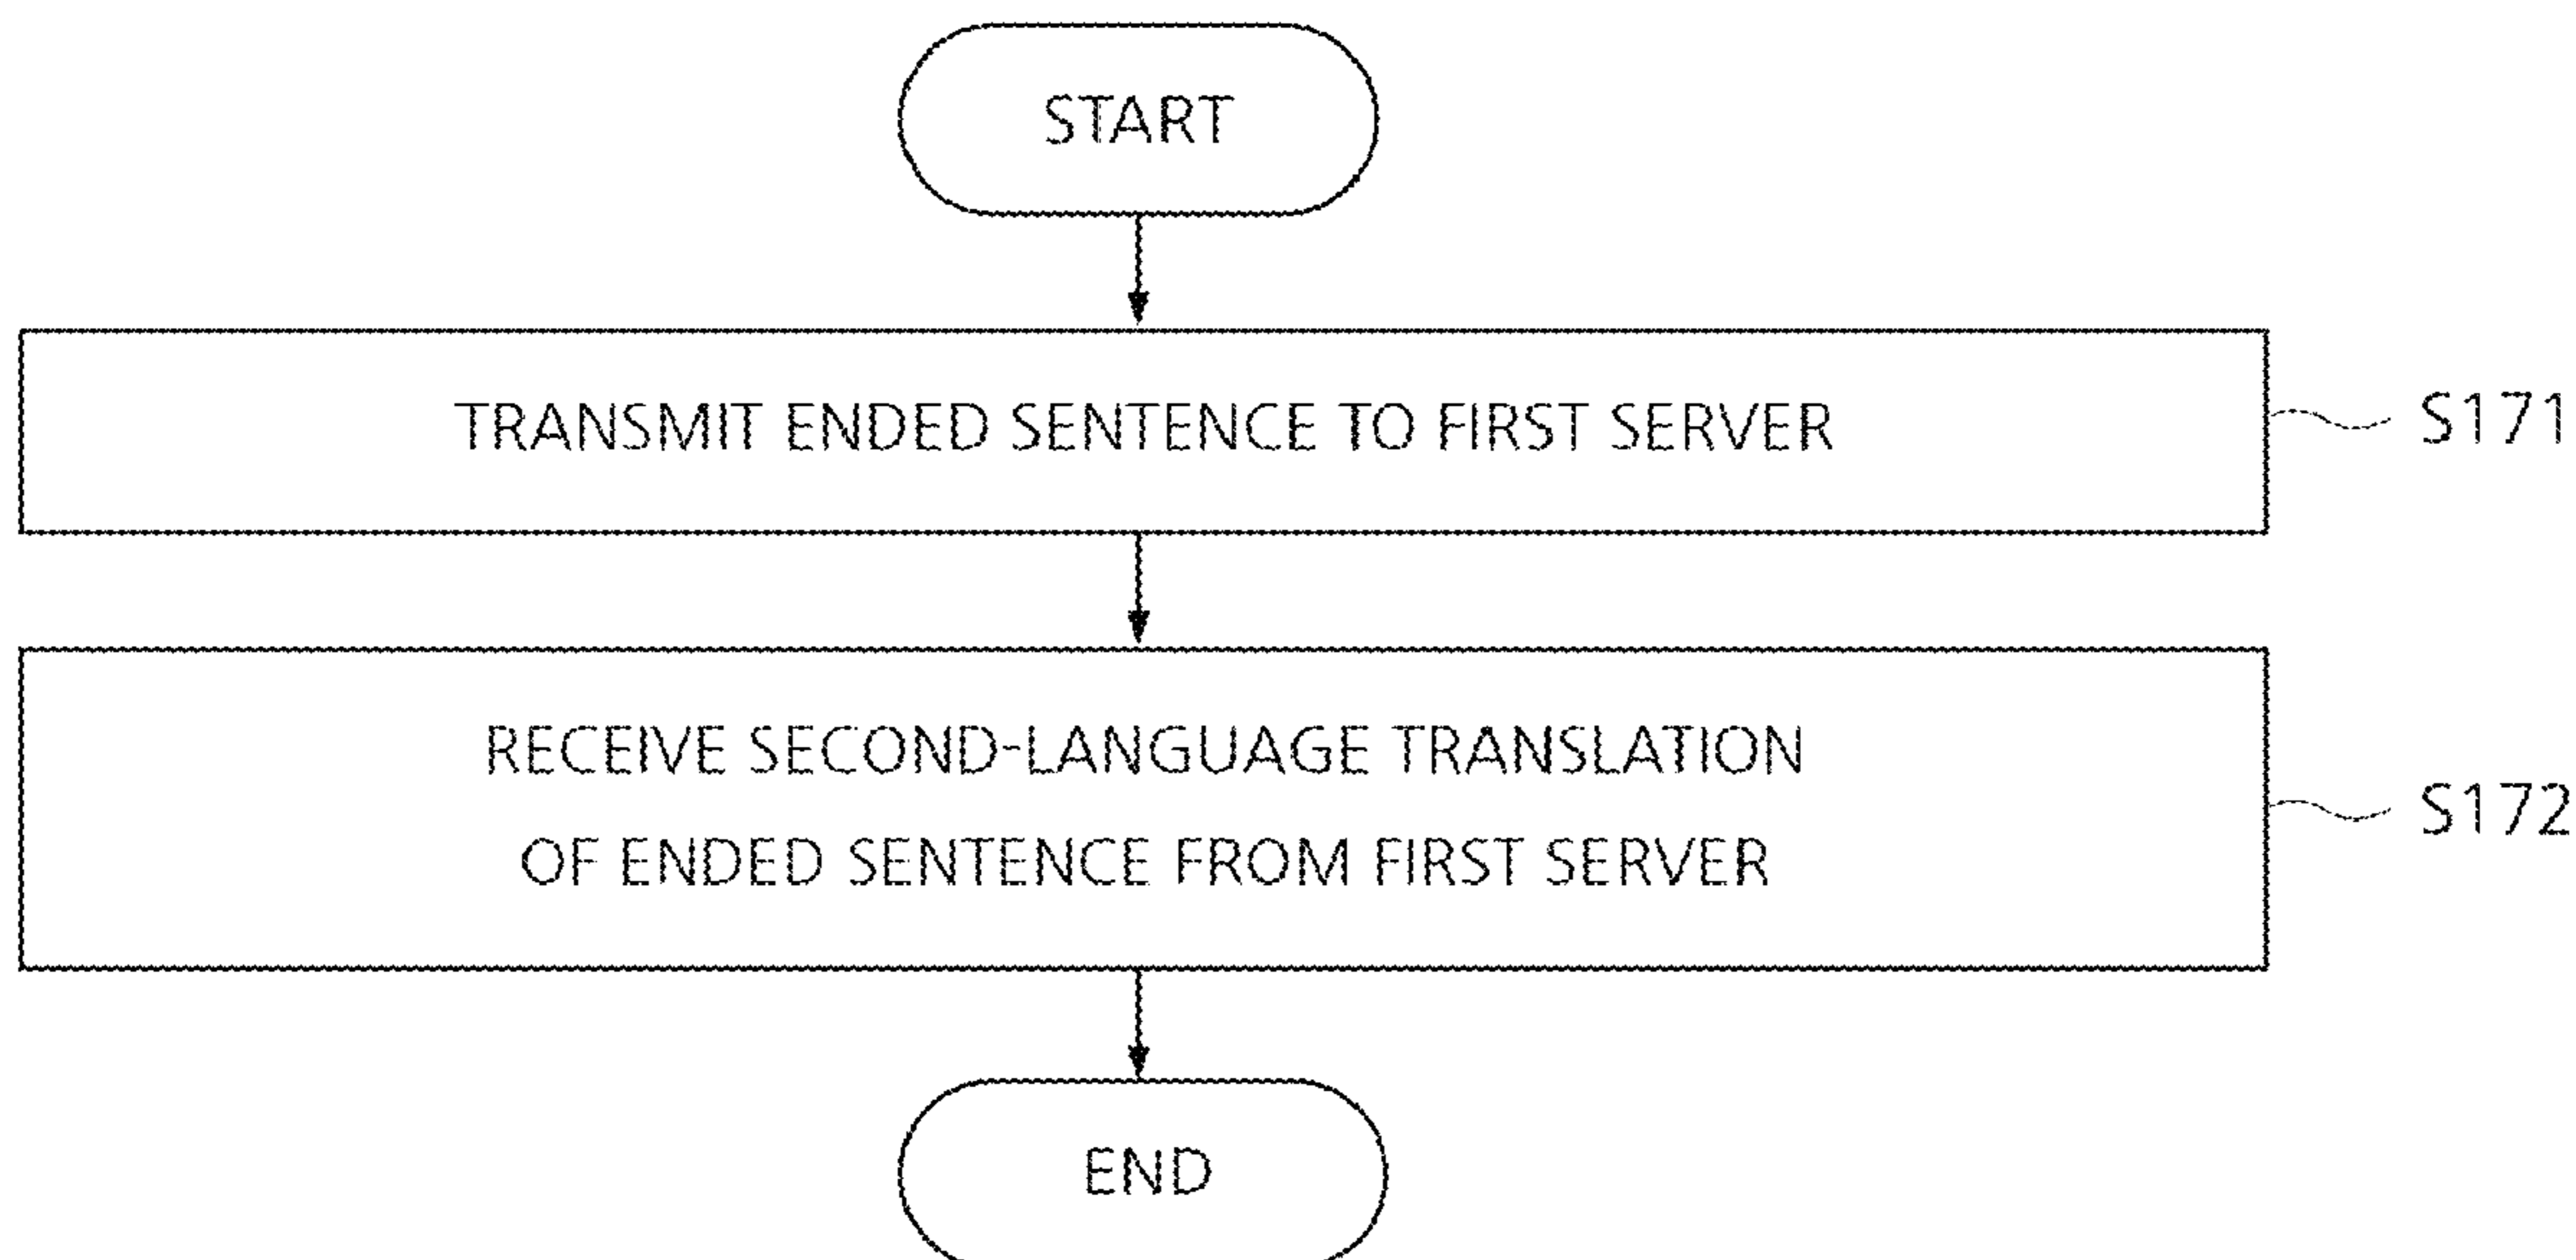 START
TRANSMIT ENDED SENTENCE TO FIRST SERVER
S171
RECEIVE SECOND-LANGUAGE TRANSLATION
OF ENDED SENTENCE FROM FIRST SERVER
S172
END